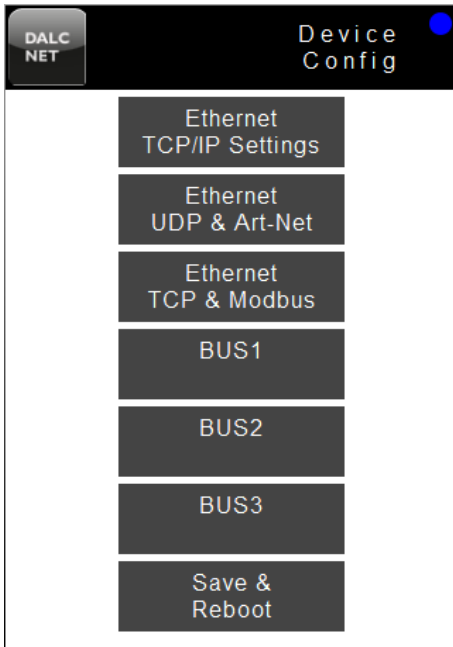 DALC
NET
Device
Config
Ethernet
TCP/IP Settings
Ethernet
UDP & Art-Net
Ethernet
TCP & Modbus
BUS1
BUS2
BUS3
Save &
Reboot